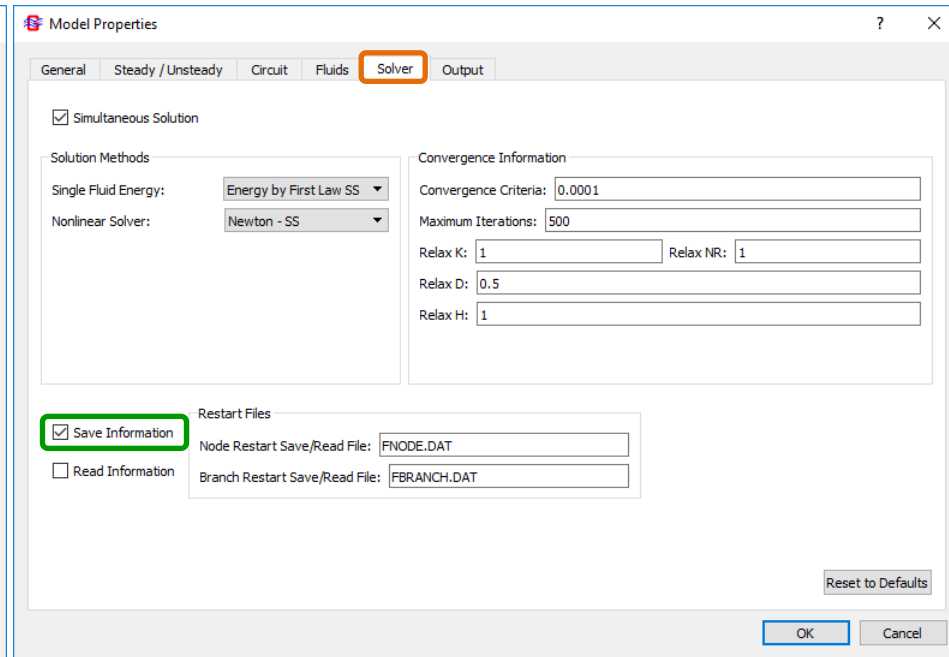 Model Properties ? ×
General Steady / Unsteady Circuit Fluids Solver Output
Simultaneous Solution
Solution Methods
Single Fluid Energy: Energy by First Law SS
Nonlinear Solver: Newton - SS
Convergence Information
Convergence Criteria: 0.0001
Maximum Iterations: 500
Relax K: 1 Relax NR: 1
Relax D: 0.5
Relax H: 1
Save Information
Read Information
Restart Files
Node Restart Save/Read File: FNODE.DAT
Branch Restart Save/Read File: FBRANCH.DAT
Reset to Defaults
OK Cancel